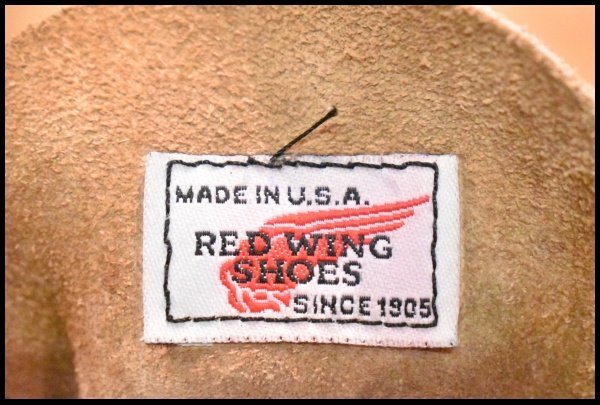 MADE IN U.S.A.
RED WING
SHOES
SINCE 1905